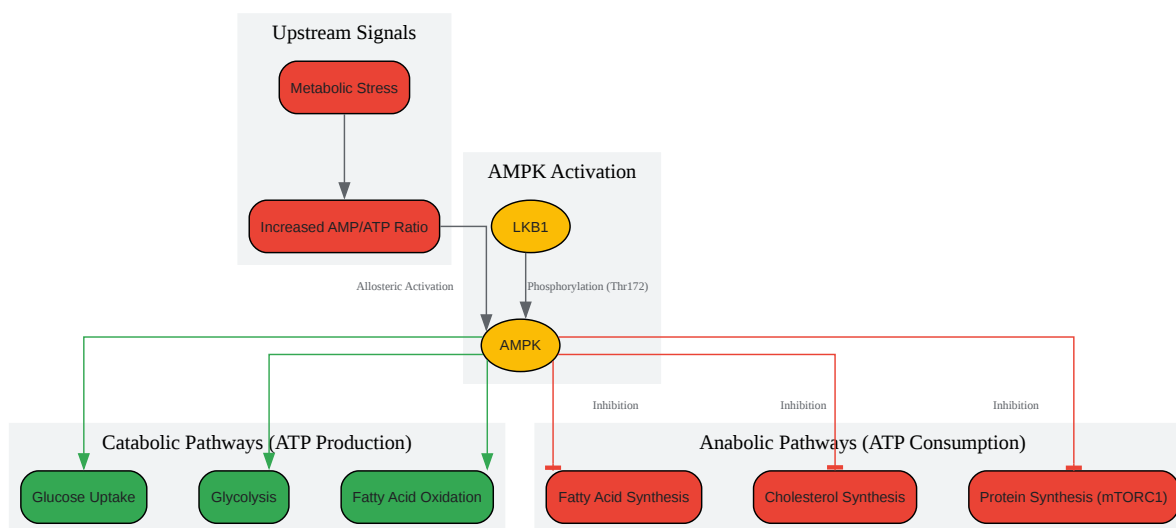 Upstream Signals
Metabolic Stress
AMPK Activation
Increased AMP/ATP Ratio
LKB1
Allosteric Activation
Phosphorylation (Thr172)
AMPK
Inhibition
Inhibition
Inhibition
Catabolic Pathways (ATP Production)
Anabolic Pathways (ATP Consumption)
Glucose Uptake
Glycolysis
Fatty Acid Oxidation
Fatty Acid Synthesis
Cholesterol Synthesis
Protein Synthesis (mTORC1)